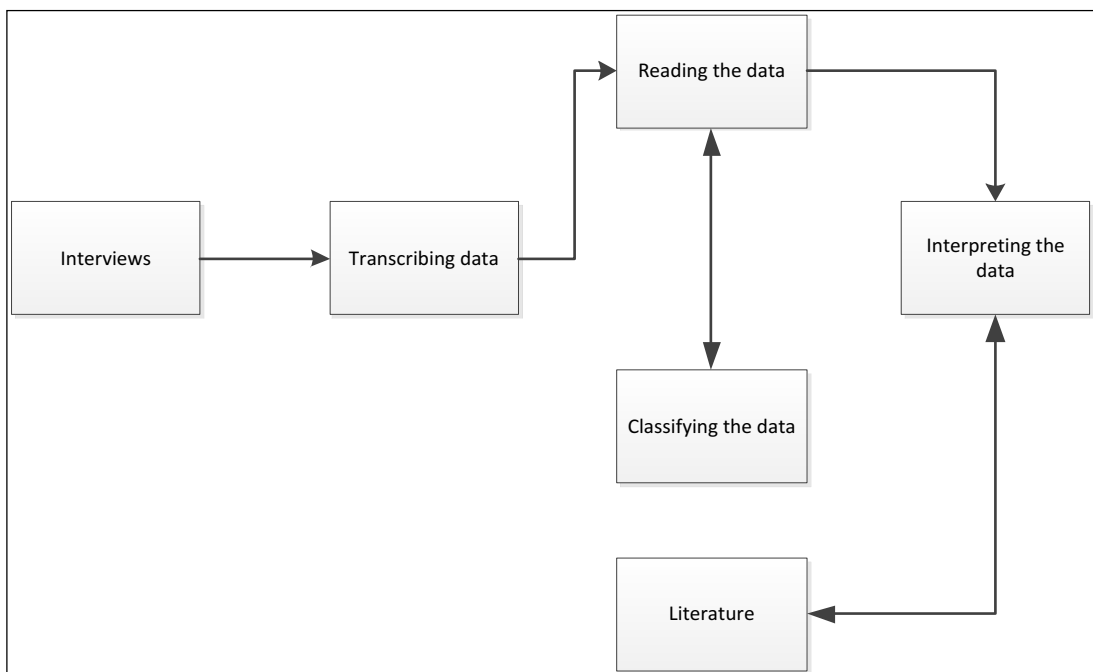 Reading the data
Interviews
Transcribing data
Interpreting the
data
Classifying the data
Literature